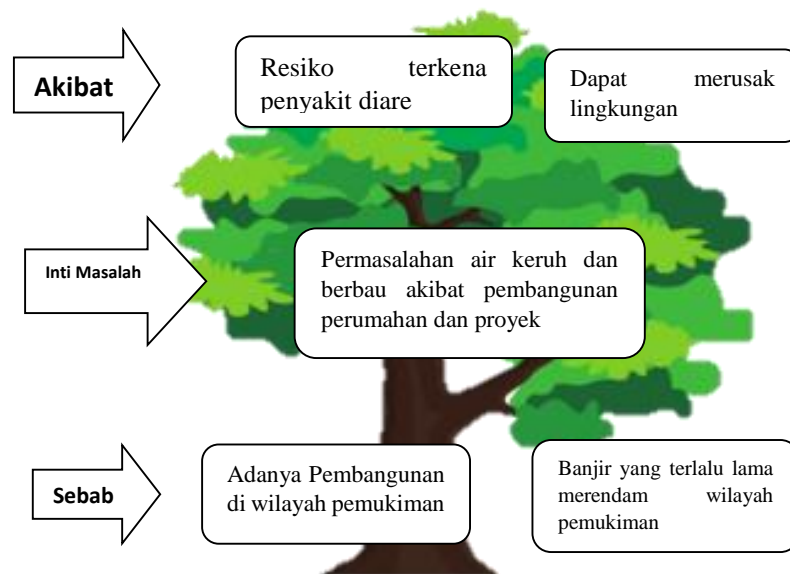 Akibat
Resiko terkena
penyakit diare
Dapat merusak
lingkungan
Inti Masalah
Permasalahan air keruh dan
berbau akibat pembangunan
perumahan dan proyek
Sebab
Adanya Pembangunan
di wilayah pemukiman
Banjir yang terlalu lama
merendam wilayah
pemukiman